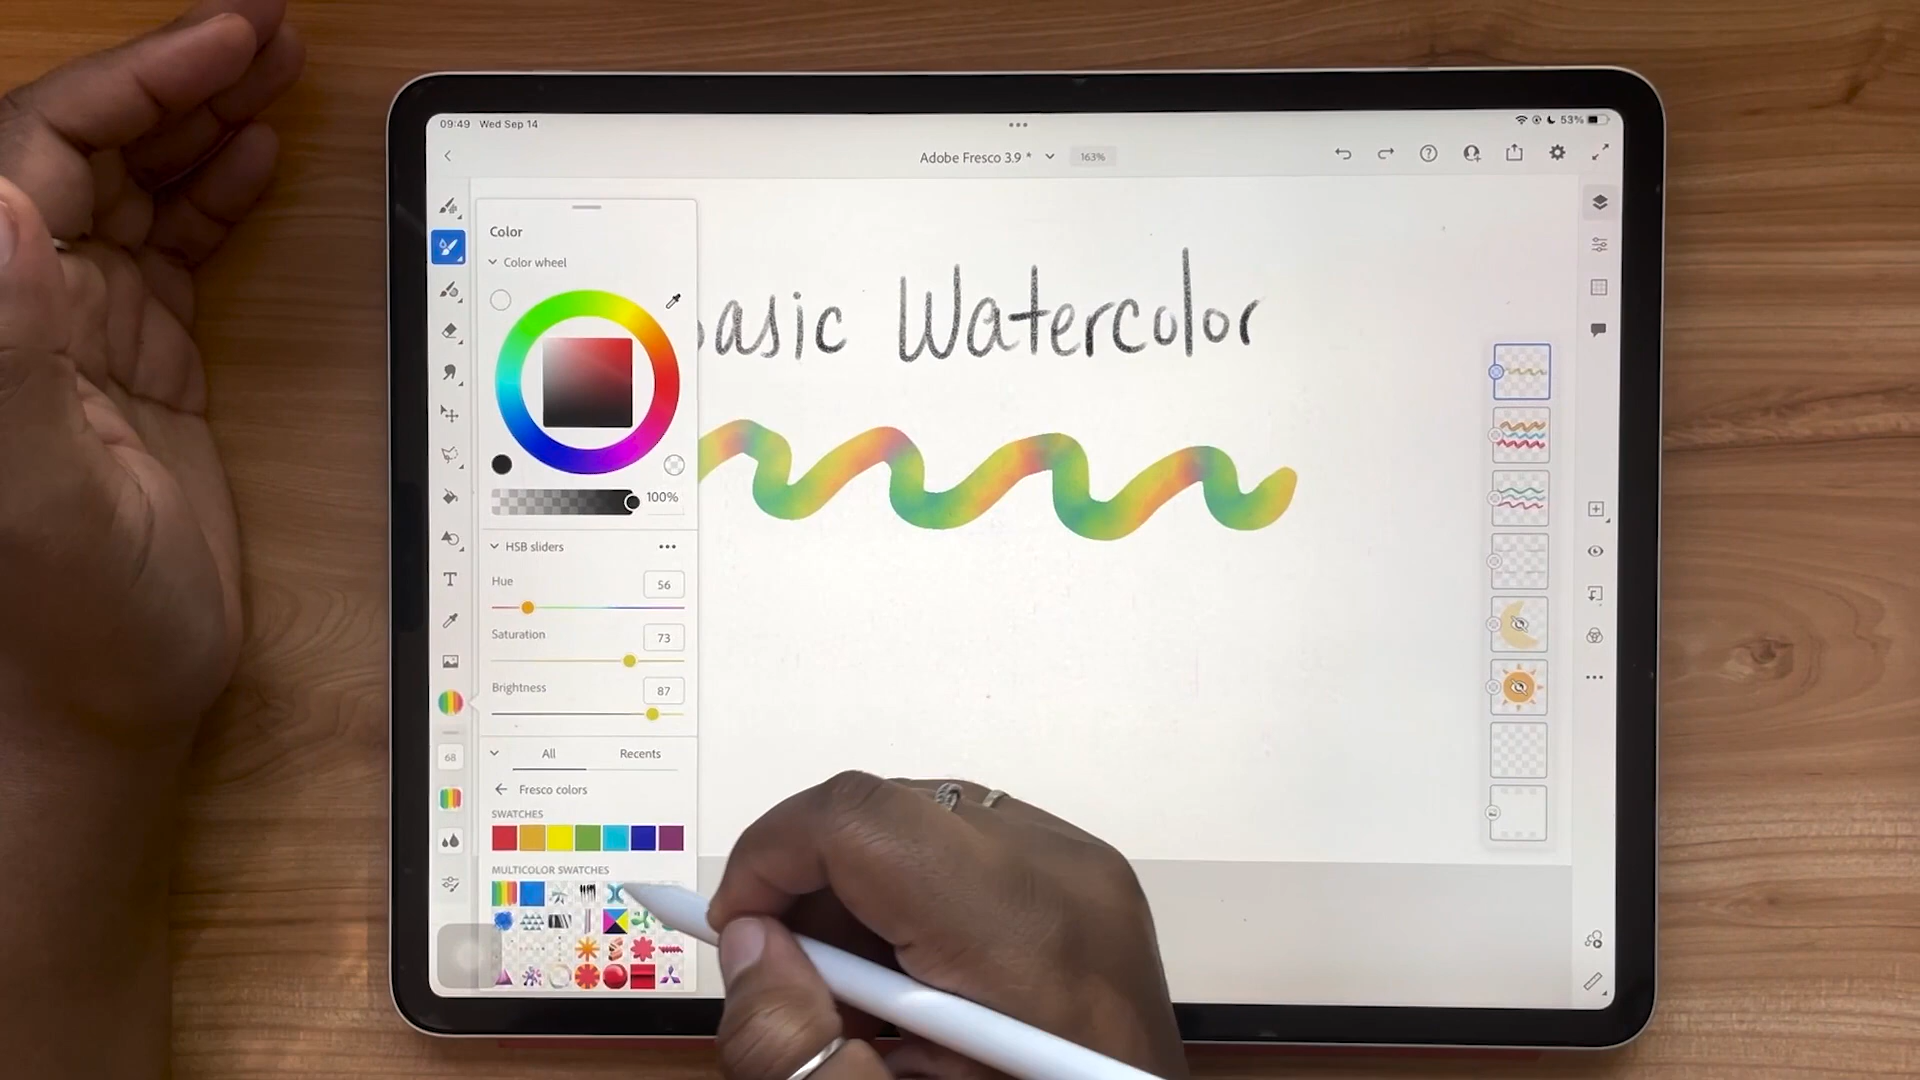 09:49 Wed Sep 14
53%
Adobe Fresco 3.9 *
163%
Color
Color wheel
asic Watercolor
100%
HSB sliders
Hue
56
Saturation
73
Brightness
87
All
Recents
68
Fresco colors
SWATCHES
MULTICOLOR SWATCHES